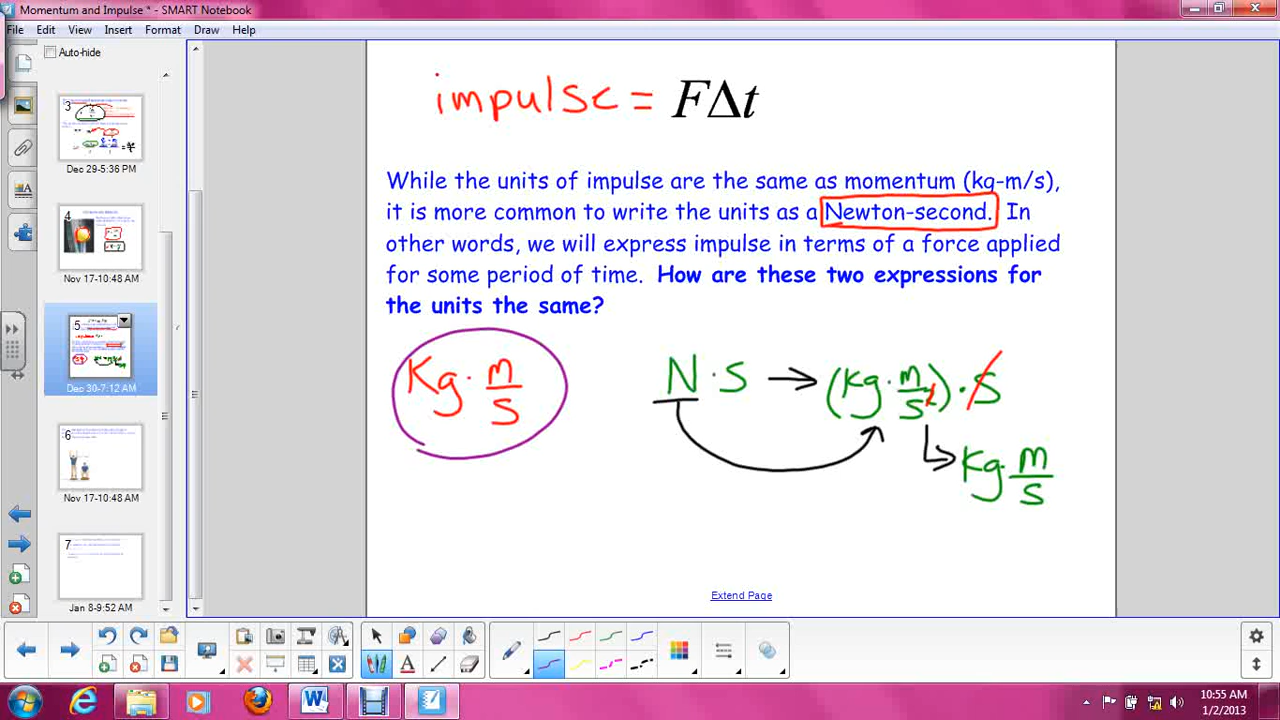 Momentum and Impulse * - SMART Notebook
File Edit View Insert Format Draw Help
Auto-hide
3
Dec 29-5:36 PM
4
Nov 17-10:48 AM
5
Dec 30-7:12 AM
6
Nov 17-10:48 AM
7
Jan 8-9:52 AM
impulse = FΔt
While the units of impulse are the same as momentum (kg-m/s),
it is more common to write the units as a Newton-second. In
other words, we will express impulse in terms of a force applied
for some period of time. How are these two expressions for
the units the same?
Kg · m/s
N · s → (kg · m/s²) · s
kg · m/s
Extend Page
10:55 AM
1/2/2013